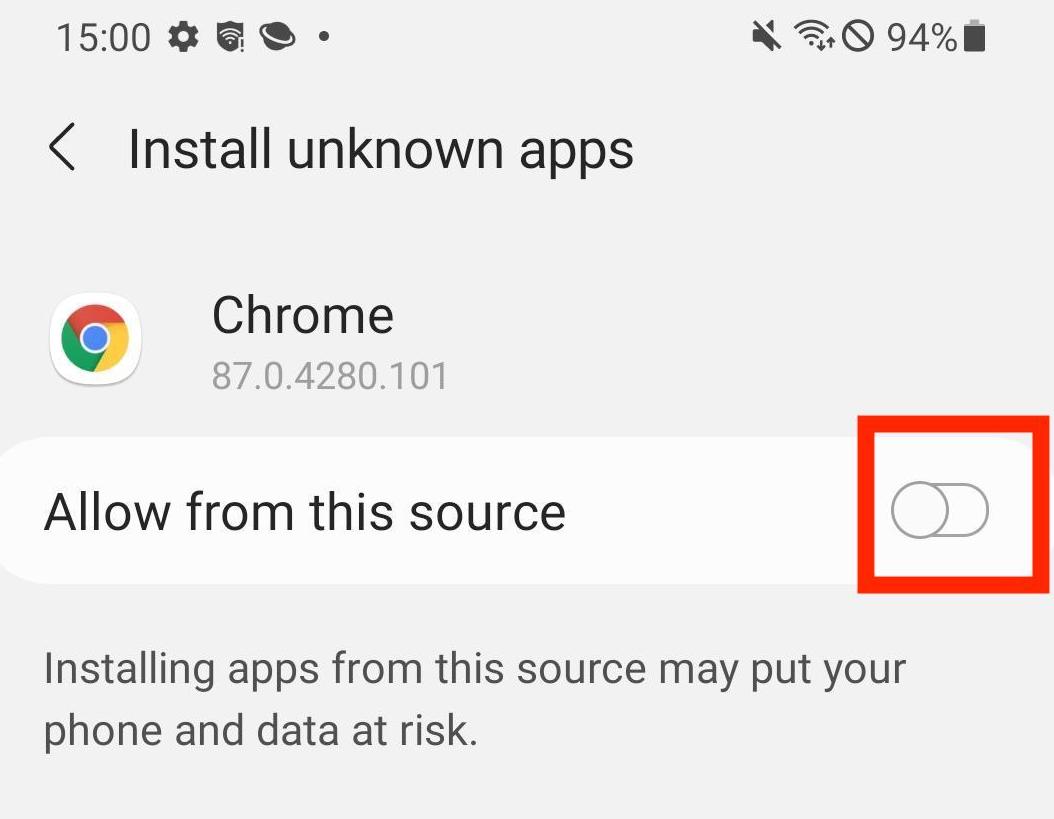 15:00 94%
Install unknown apps
Chrome
87.0.4280.101
Allow from this source
Installing apps from this source may put your
phone and data at risk.